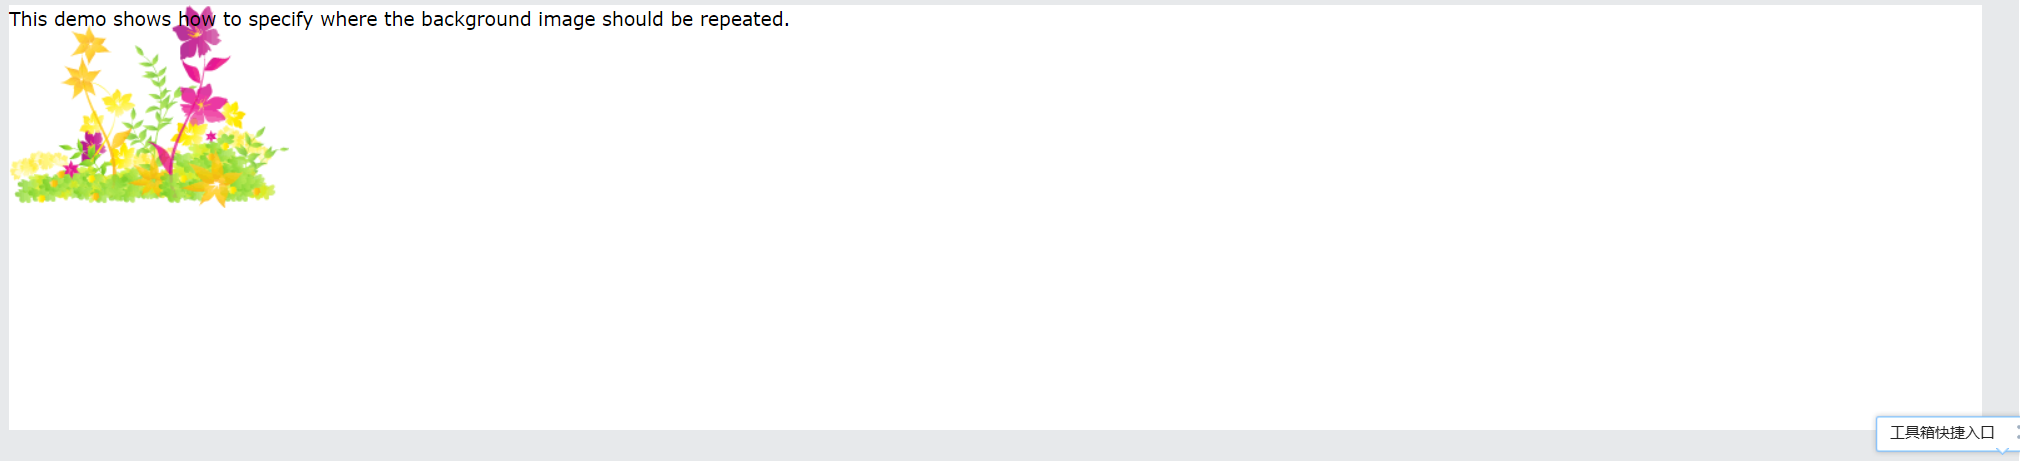 This demo shows how to specify where the background image should be repeated.
工具箱快捷入口